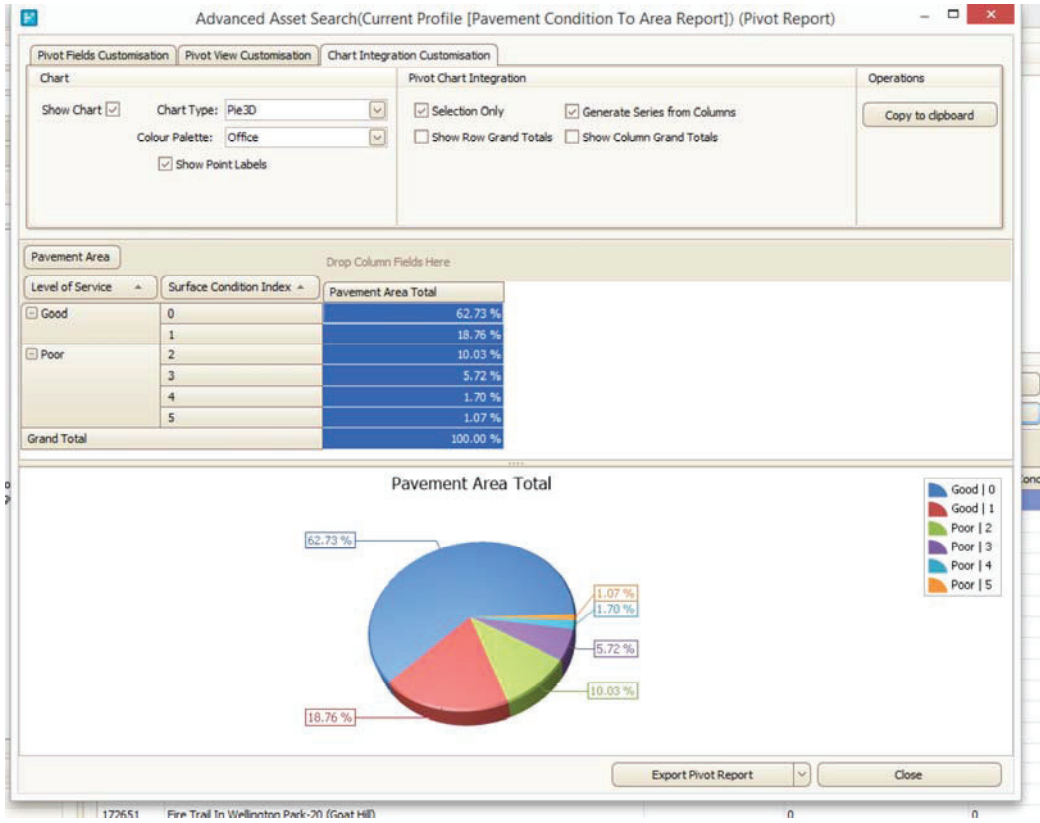 Advanced Asset Search(Current Profile [Pavement Condition To Area Report]) (Pivot Report)
Pivot Fields Customisation Pivot View Customisation Chart Integration Customisation
Chart Pivot Chart Integration Operations
Show Chart Chart Type: Pie3D Selection Only Generate Series from Columns Copy to clipboard
Colour Palette: Office Show Row Grand Totals Show Column Grand Totals
Show Point Labels
Pavement Area Drop Column Fields Here
Level of Service Surface Condition Index Pavement Area Total
Good 0 62.73 %
1 18.76 %
Poor 2 10.03 %
3 5.72 %
4 1.70 %
5 1.07 %
Grand Total 100.00 %
Pavement Area Total
Good | 0
Good | 1
Poor | 2
Poor | 3
Poor | 4
Poor | 5
62.73 %
1.07 %
1.70 %
5.72 %
10.03 %
18.76 %
Export Pivot Report Close
172651 Fire Trail In Wellington Park-20 (Goat Hill) 0 0